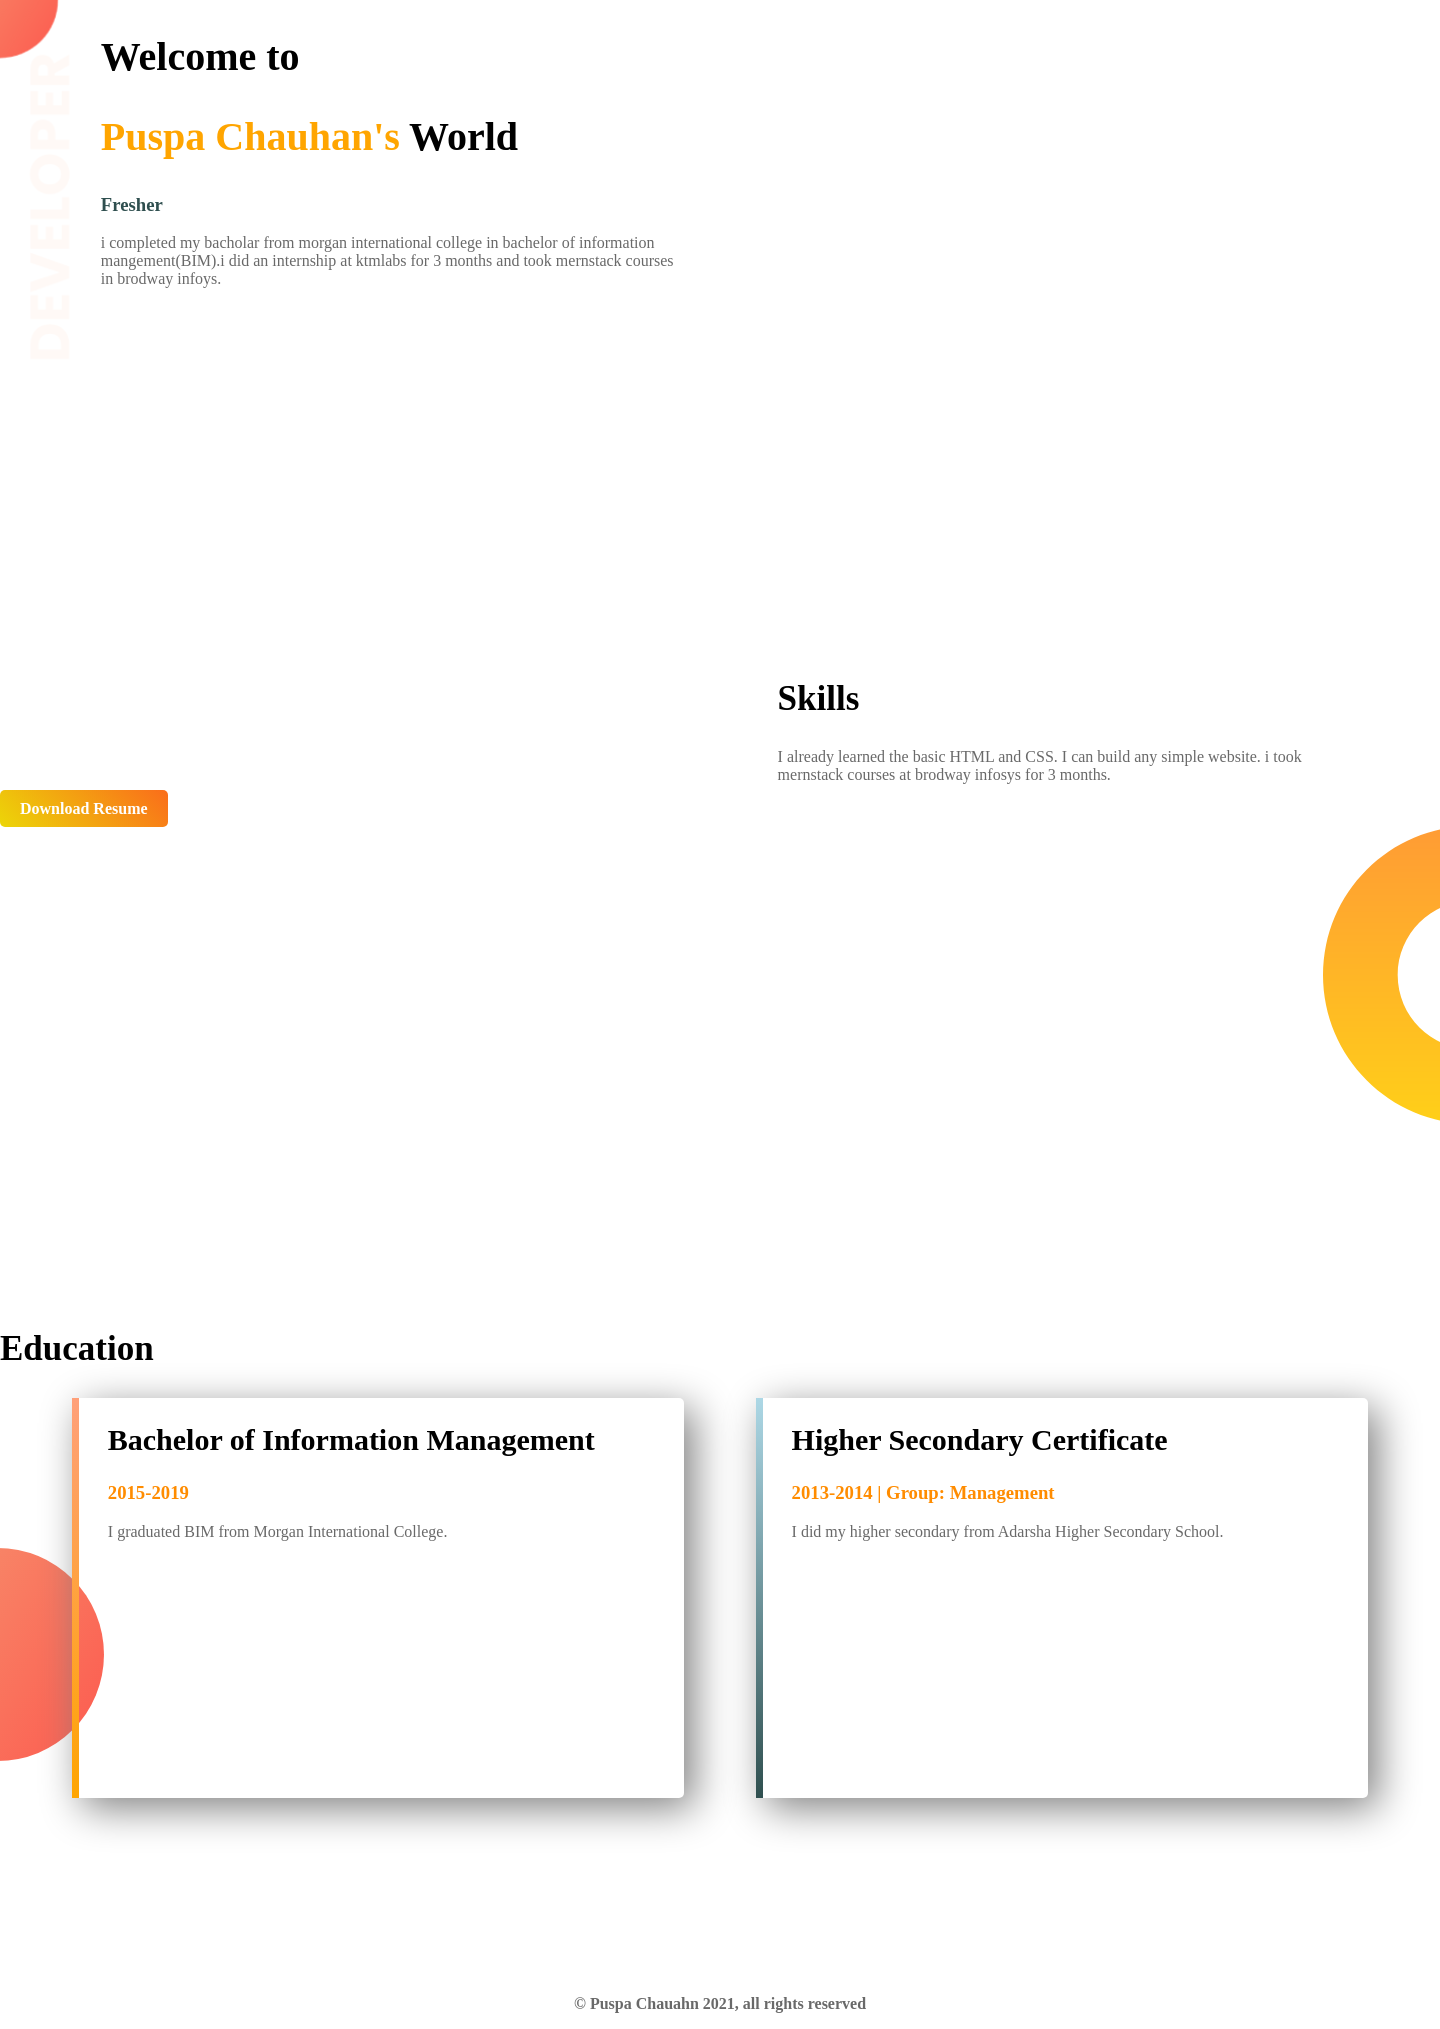 DEVELOPER
Welcome to
Puspa Chauhan's World
Fresher
i completed my bacholar from morgan international college in bachelor of information
mangement(BIM).i did an internship at ktmlabs for 3 months and took mernstack courses
in brodway infoys.
Skills
I already learned the basic HTML and CSS. I can build any simple website. i took
mernstack courses at brodway infosys for 3 months.
Download Resume
Education
Bachelor of Information Management
2015-2019
I graduated BIM from Morgan International College.
Higher Secondary Certificate
2013-2014 | Group: Management
I did my higher secondary from Adarsha Higher Secondary School.
© Puspa Chauahn 2021, all rights reserved